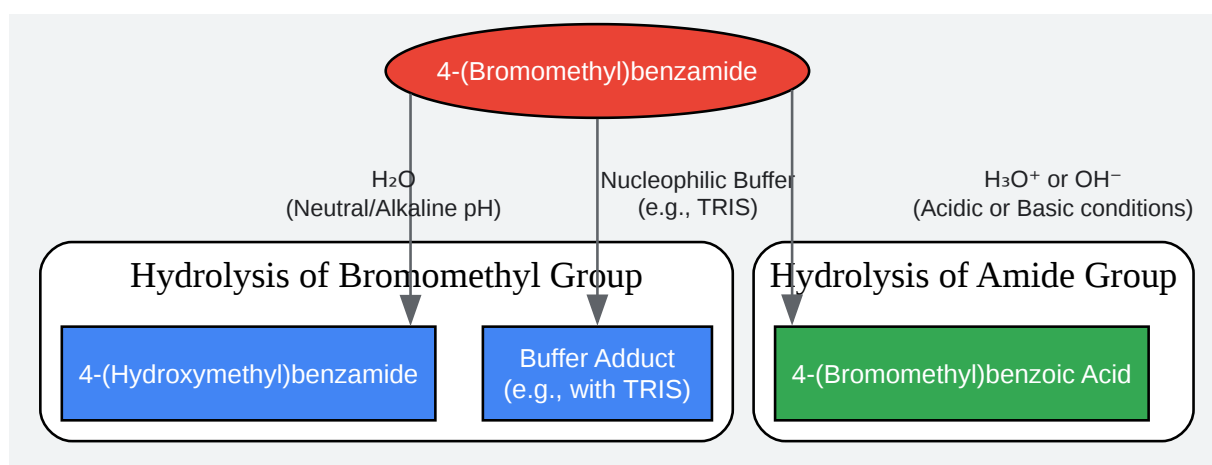 4-(Bromomethyl)benzamide
H₂O
(Neutral/Alkaline pH)
Nucleophilic Buffer
(e.g., TRIS)
H₃O⁺ or OH⁻
(Acidic or Basic conditions)
Hydrolysis of Bromomethyl Group
4-(Hydroxymethyl)benzamide
Buffer Adduct
(e.g., with TRIS)
Hydrolysis of Amide Group
4-(Bromomethyl)benzoic Acid